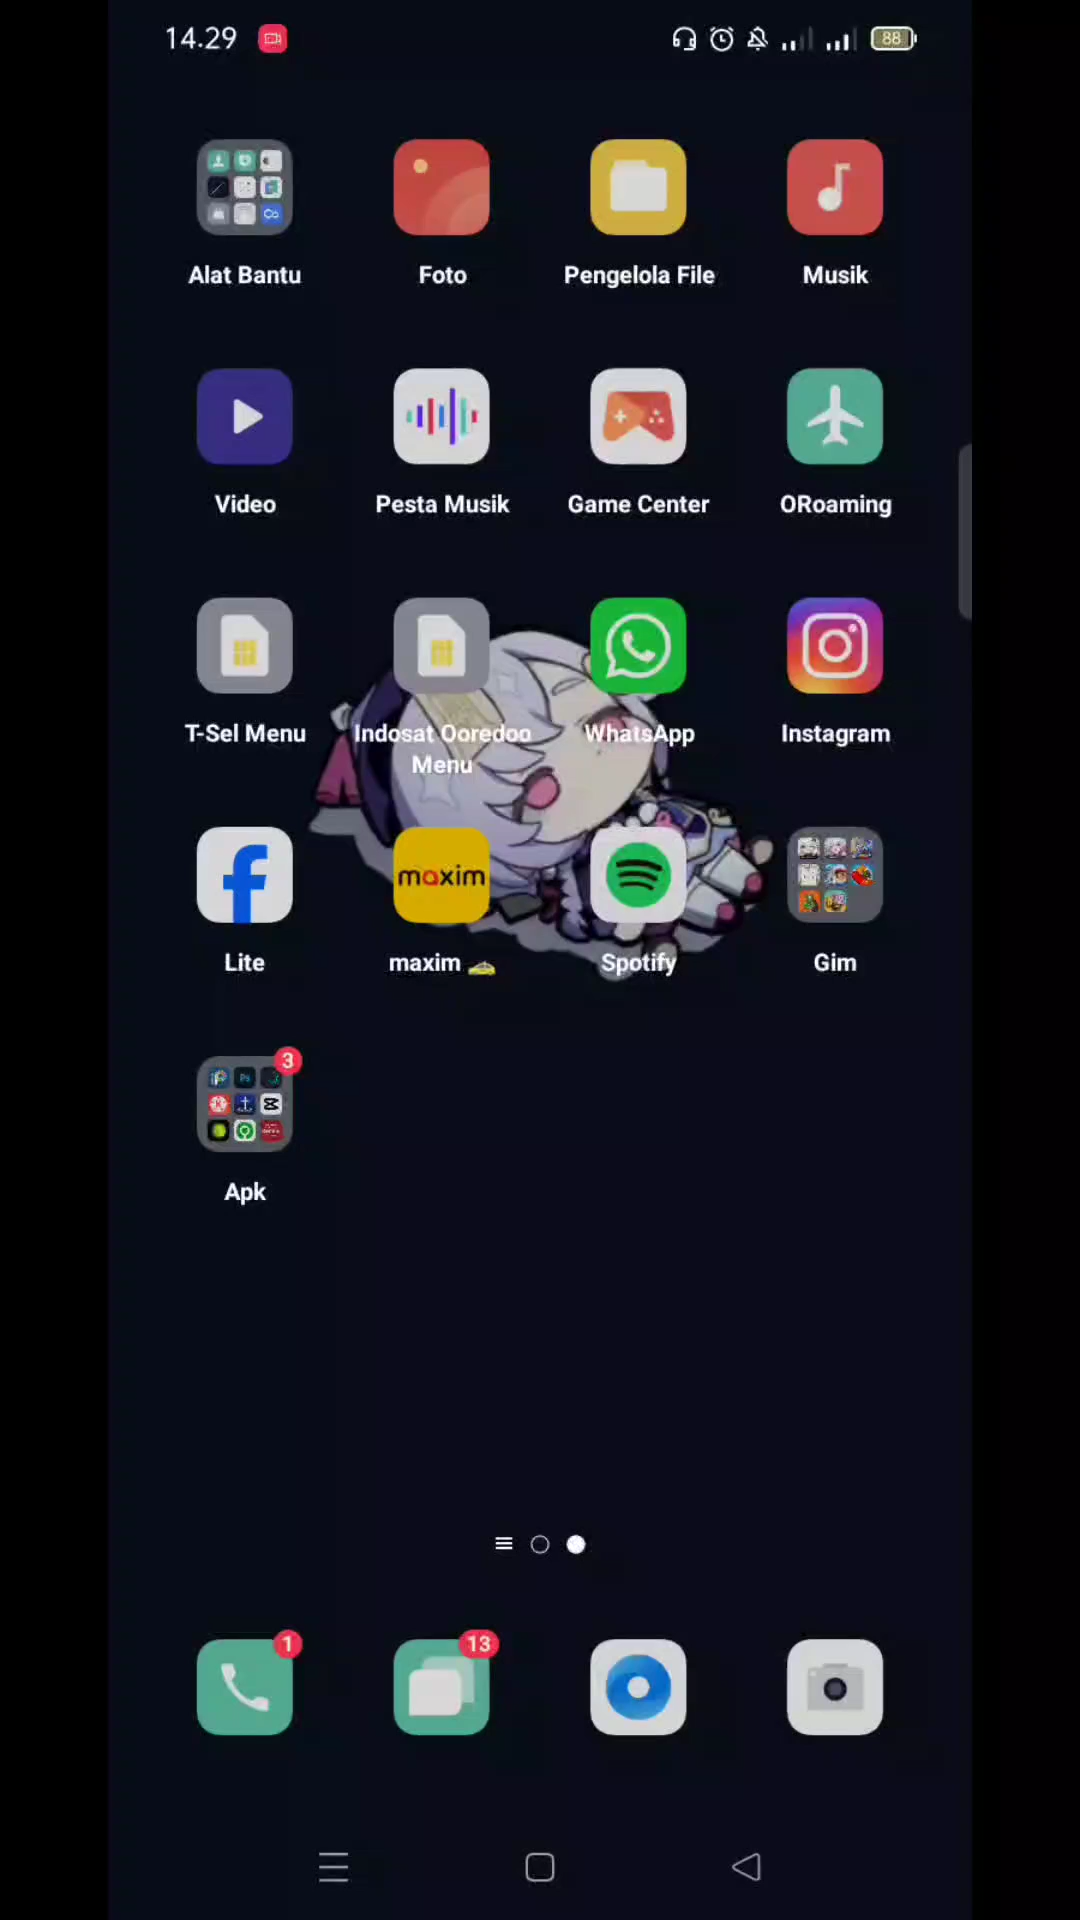 14.29
88
Alat Bantu
Foto
Pengelola File
Musik
Video
Pesta Musik
Game Center
ORoaming
T-Sel Menu
Indosat Ooredoo
Menu
WhatsApp
Instagram
maxim
Lite
maxim
Spotify
Gim
3
Ps
Apk
1
13